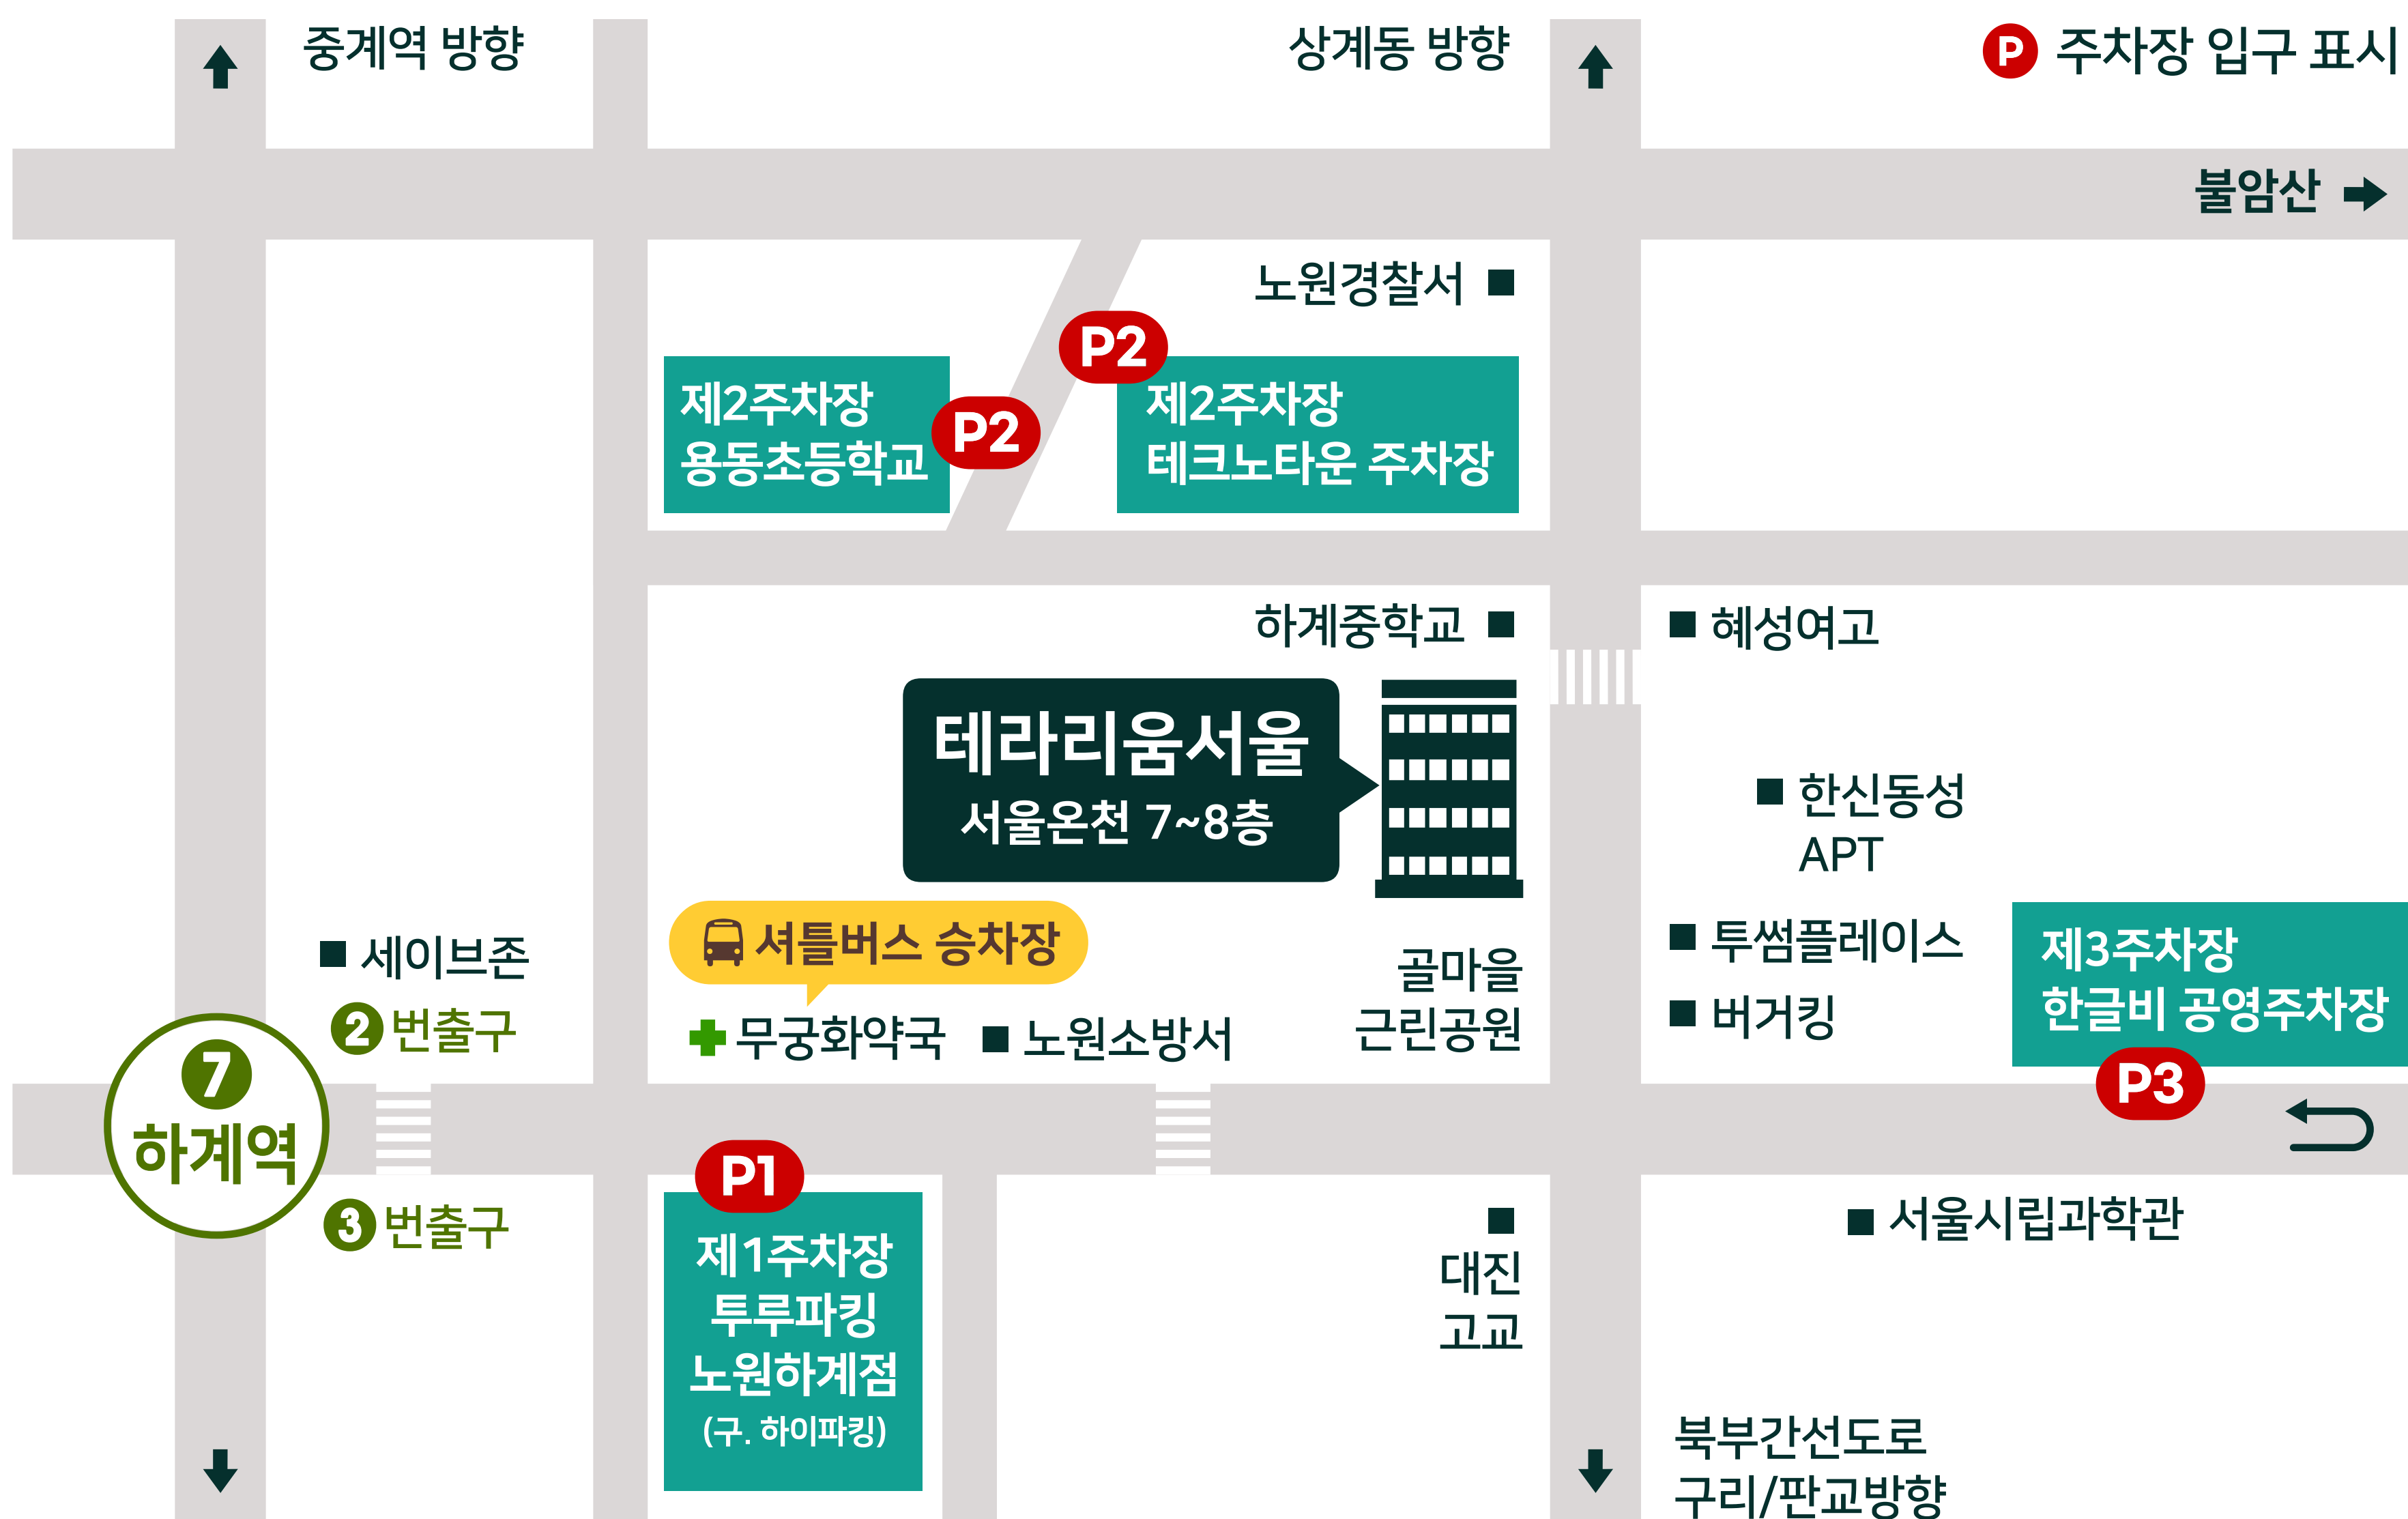 중계역 방향
상계동 방향
P 주차장 입구 표시
불암산
노원경찰서
P2
제2주차장
용동초등학교
P2
제2주차장
테크노타운 주차장
하계중학교
혜성여고
테라리움서울
서울온천 7~8층
한신동성
APT
셔틀버스 승차장
세이브존
2 번출구
무궁화약국
노원소방서
골마을
근린공원
투썸플레이스
버거킹
제3주차장
한글비 공영주차장
P3
7
하계역
3 번출구
P1
제1주차장
투루파킹
노원하계점
(구. 하이파킹)
대진
고교
서울시립과학관
북부간선도로
구리/판교방향